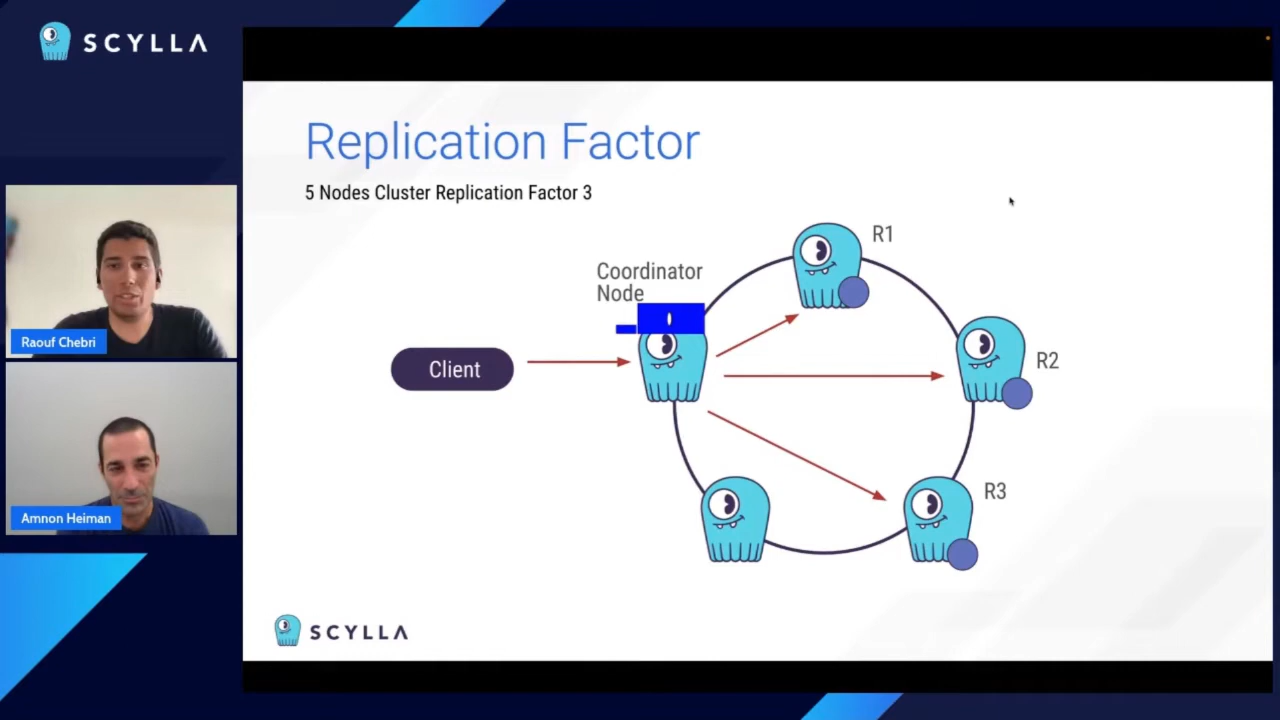 SCYLLA
Replication Factor
5 Nodes Cluster Replication Factor 3
R1
Coordinator
Node
R2
Client
R3
Raouf Chebri
Amnon Heiman
SCYLLA